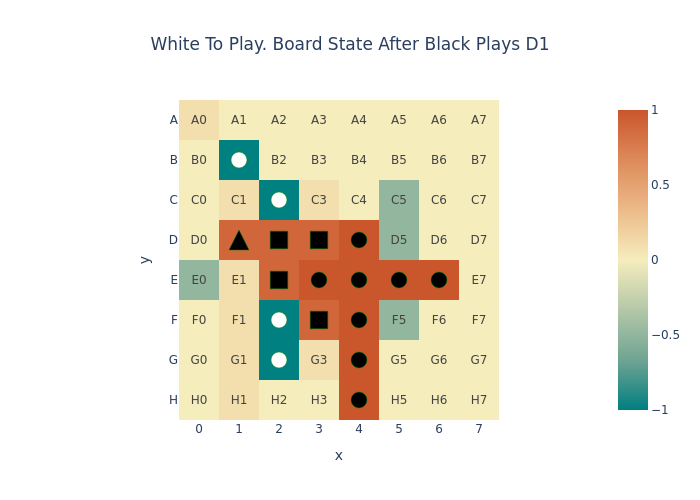 White To Play. Board State After Black Plays D1
A A0 A1 A2 A3 A4 A5 A6 A7
B B0 B2 B3 B4 B5 B6 B7
C C0 C1 C3 C4 C5 C6 C7
D D0 D5 D6 D7
E E0 E1 E7
F F0 F1 F5 F6 F7
G G0 G1 G3 G5 G6 G7
H H0 H1 H2 H3 H5 H6 H7
0 1 2 3 4 5 6 7
x
y
1
0.5
0
−0.5
−1